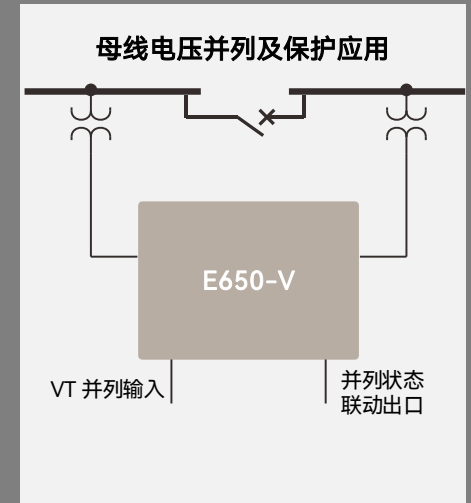 母线电压并列及保护应用
E650-V
VT 并列输入
并列状态
联动出口